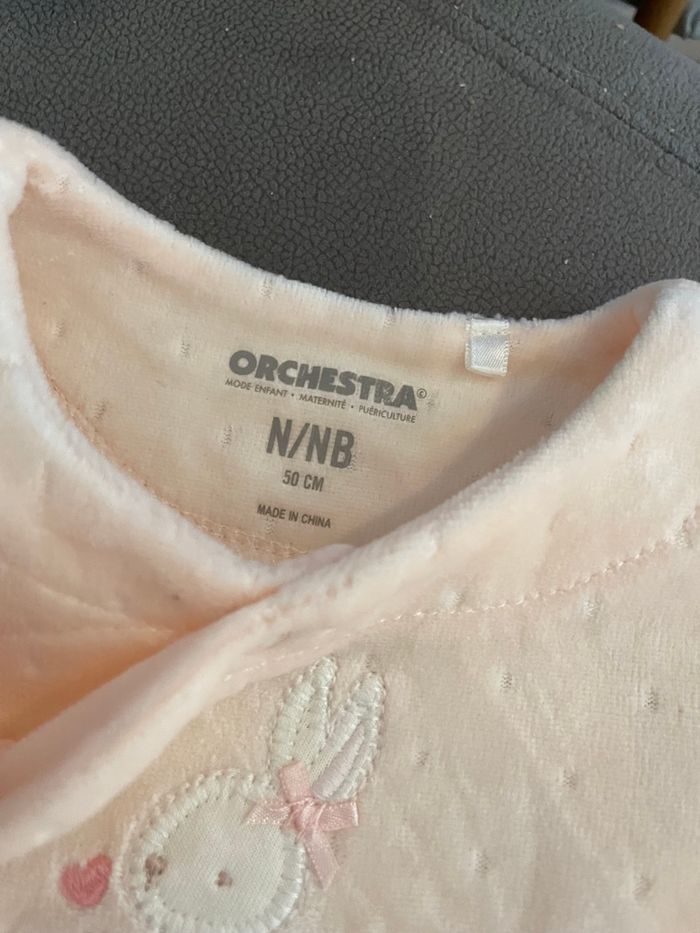 ORCHESTRA©
MODE ENFANT • MATERNITÉ • PUÉRICULTURE
N/NB
50 CM
MADE IN CHINA